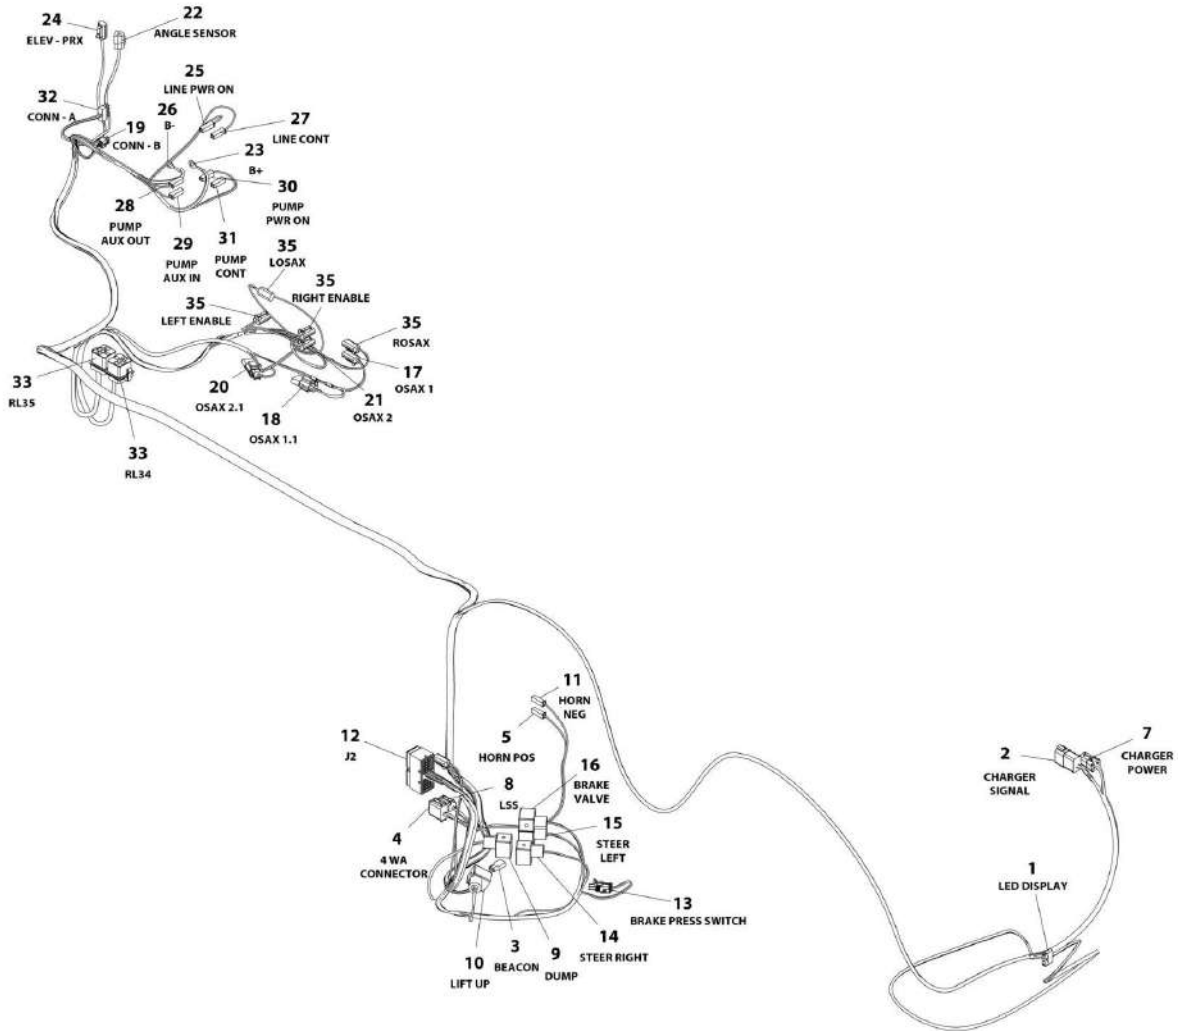 24
ELEV - PRX
22
ANGLE SENSOR
25
LINE PWR ON
32
CONN - A
26
B-
27
LINE CONT
19
CONN - B
23
B+
28
PUMP
AUX OUT
30
PUMP
PWR ON
29
PUMP
AUX IN
31
PUMP
CONT
35
LOSAX
35
RIGHT ENABLE
35
LEFT ENABLE
35
ROSAX
33
RL35
20
OSAX 2.1
17
OSAX 1
21
OSAX 2
18
OSAX 1.1
33
RL34
11
HORN
NEG
12
J2
5
HORN POS
16
BRAKE
VALVE
2
CHARGER
SIGNAL
7
CHARGER
POWER
8
LSS
15
STEER
LEFT
4
4 WA
CONNECTOR
1
LED DISPLAY
13
BRAKE PRESS SWITCH
14
STEER RIGHT
3
BEACON
9
DUMP
10
LIFT UP